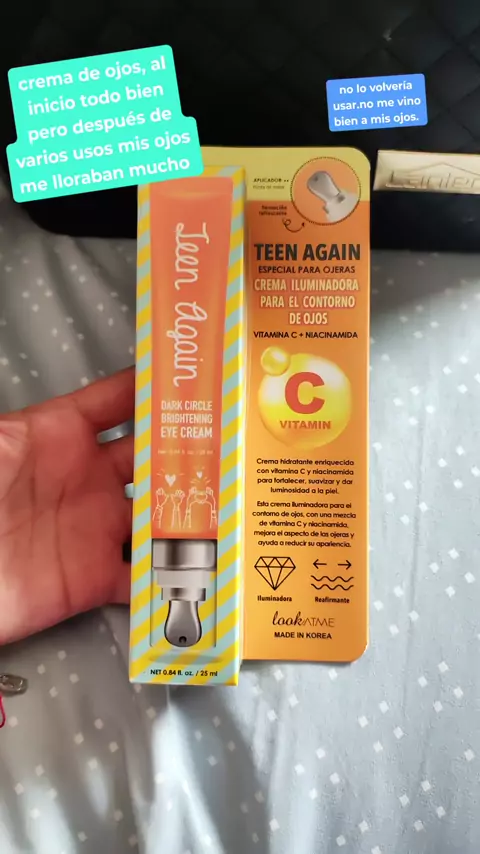 crema de ojos, al
inicio todo bien
pero después de
varios usos mis ojos
me lloraban mucho
no lo volvería
usar.no me vino
bien a mis ojos.
Teen Again
DARK CIRCLE
BRIGHTENING
EYE CREAM
NET 0.84 fl. oz. / 25 ml
APLICADOR
TEEN AGAIN
ESPECIAL PARA OJERAS
CREMA ILUMINADORA
PARA EL CONTORNO
DE OJOS
VITAMINA C + NIACINAMIDA
C
VITAMIN
Crema hidratante enriquecida
con vitamina C y niacinamida
para fortalecer, suavizar y dar
luminosidad a la piel.
Esta crema iluminadora para el
contorno de ojos, con una mezcla
de vitamina C y niacinamida,
mejora el aspecto de las ojeras y
ayuda a reducir su apariencia.
Iluminadora
Reafirmante
lookATME
MADE IN KOREA